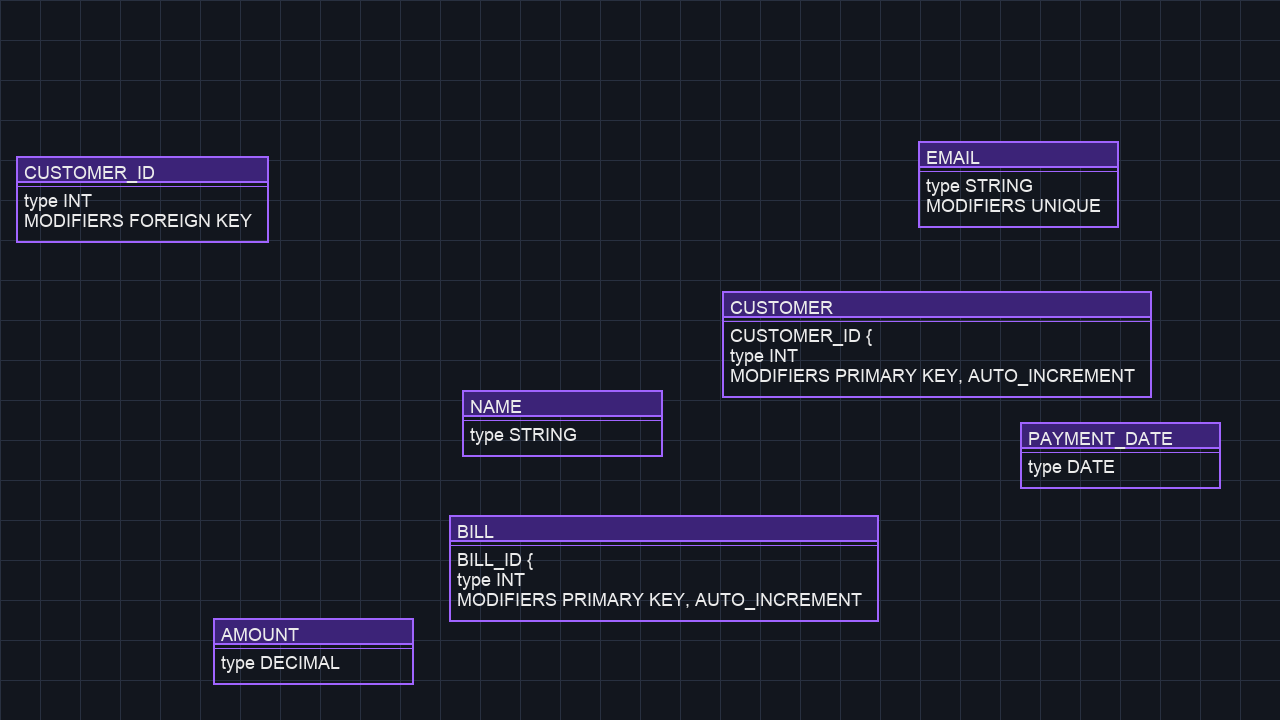 CUSTOMER_ID
type INT
MODIFIERS FOREIGN KEY
EMAIL
type STRING
MODIFIERS UNIQUE
CUSTOMER
CUSTOMER_ID {
type INT
MODIFIERS PRIMARY KEY, AUTO_INCREMENT
NAME
type STRING
PAYMENT_DATE
type DATE
BILL
BILL_ID {
type INT
MODIFIERS PRIMARY KEY, AUTO_INCREMENT
AMOUNT
type DECIMAL